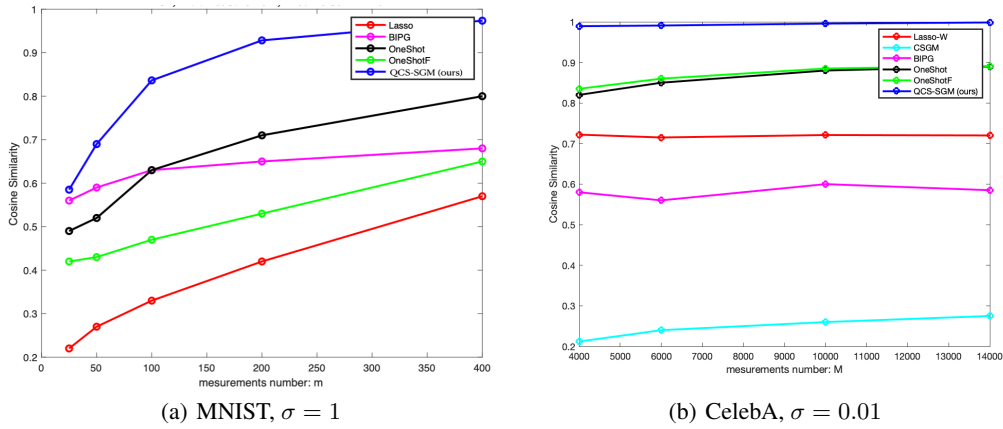 1
0.9
0.8
0.7
0.6
0.5
0.4
0.3
0.2
Cosine Similarity
0 50 100 150 200 250 300 350 400
mesurements number: m
Lasso
BIPG
OneShot
OneShotF
QCS-SGM (ours)
(a) MNIST, σ = 1
1
0.9
0.8
0.7
0.6
0.5
0.4
0.3
0.2
Cosine Similarity
4000 5000 6000 7000 8000 9000 10000 11000 12000 13000 14000
mesurements number: M
Lasso-W
CSGM
BIPG
OneShot
OneShotF
QCS-SGM (ours)
(b) CelebA, σ = 0.01